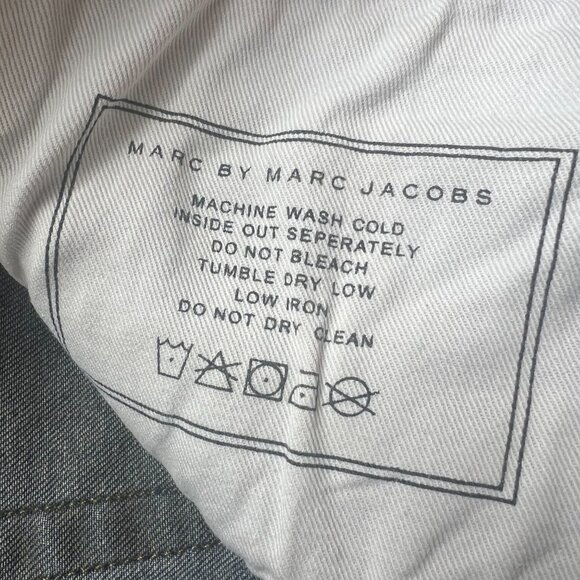 MARC BY MARC JACOBS
MACHINE WASH COLD
INSIDE OUT SEPERATELY
DO NOT BLEACH
TUMBLE DRY LOW
LOW IRON
DO NOT DRY CLEAN